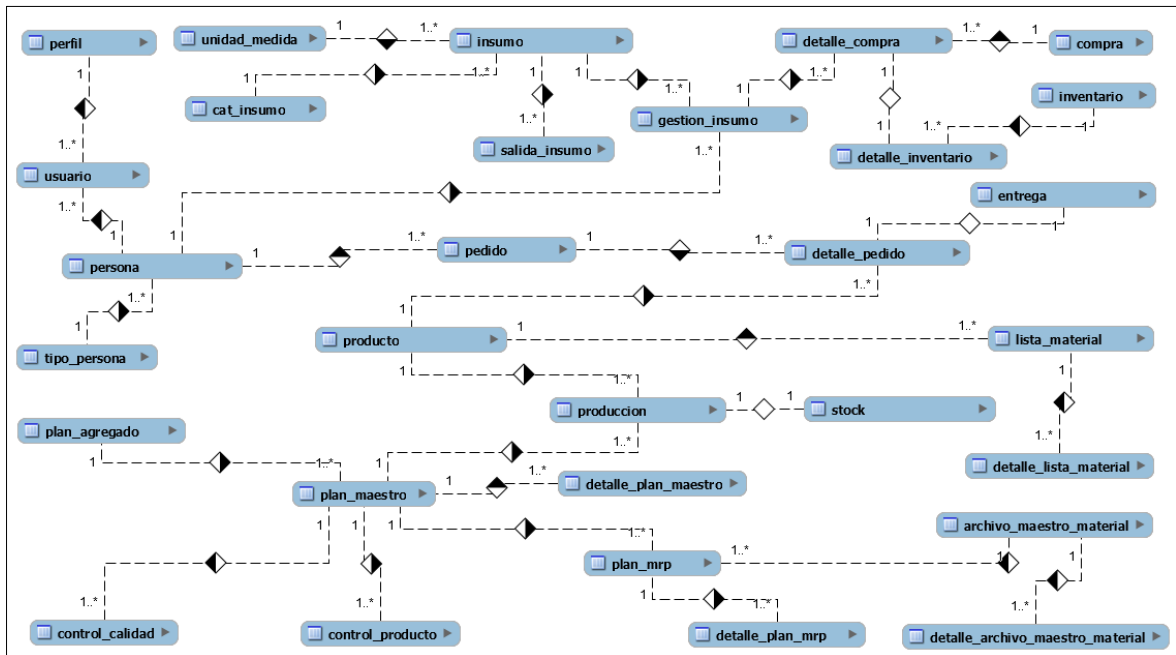 perfil
1
1..*
usuario
1..*
1
persona
1..*
1
tipo_persona
unidad_medida
1
1..*
insumo
1
1..*
cat_insumo
1
1..*
salida_insumo
1
1..*
gestion_insumo
1
1..*
detalle_compra
1..*
1
compra
1
1
detalle_inventario
1..*
1
inventario
1
1..*
1
1..*
pedido
1
1..*
detalle_pedido
1
1
entrega
1..*
1
producto
1
1..*
lista_material
1
1..*
detalle_lista_material
1
1..*
produccion
1
1
stock
1..*
1
plan_agregado
1
1..*
plan_maestro
1
1..*
detalle_plan_maestro
1
1..*
control_calidad
1
1..*
control_producto
1
1..*
plan_mrp
1..*
1
archivo_maestro_material
1
1..*
detalle_plan_mrp
1
1..*
detalle_archivo_maestro_material